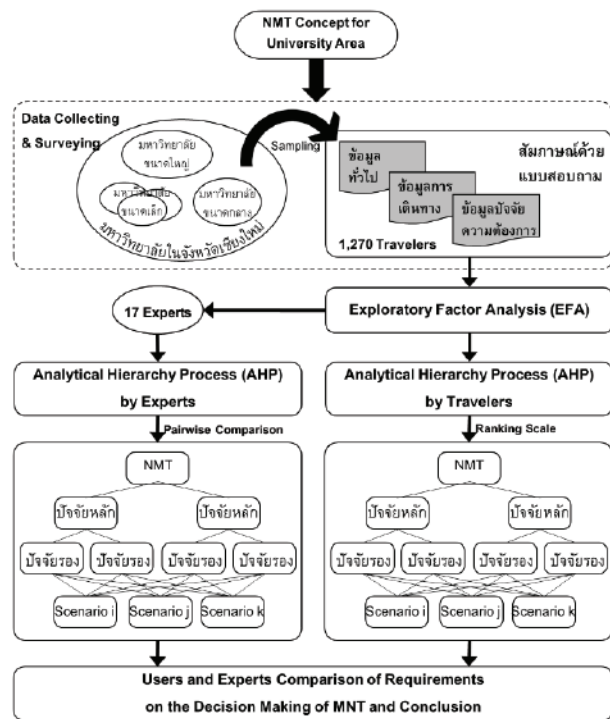 NMT Concept for
University Area
Data Collecting
& Surveying
มหาวิทยาลัย
ขนาดใหญ่
มหาวิทยาลัย
ขนาดเล็ก
มหาวิทยาลัย
ขนาดกลาง
มหาวิทยาลัยในจังหวัดเชียงใหม่
Sampling
ข้อมูล
ทั่วไป
ข้อมูลการ
เดินทาง
ข้อมูลปัจจัย
ความต้องการ
สัมภาษณ์ด้วย
แบบสอบถาม
1,270 Travelers
17 Experts
Exploratory Factor Analysis (EFA)
Analytical Hierarchy Process (AHP)
by Experts
Analytical Hierarchy Process (AHP)
by Travelers
Pairwise Comparison
Ranking Scale
NMT
ปัจจัยหลัก
ปัจจัยหลัก
ปัจจัยรอง
ปัจจัยรอง
ปัจจัยรอง
ปัจจัยรอง
Scenario i
Scenario j
Scenario k
NMT
ปัจจัยหลัก
ปัจจัยหลัก
ปัจจัยรอง
ปัจจัยรอง
ปัจจัยรอง
ปัจจัยรอง
Scenario i
Scenario j
Scenario k
Users and Experts Comparison of Requirements
on the Decision Making of MNT and Conclusion